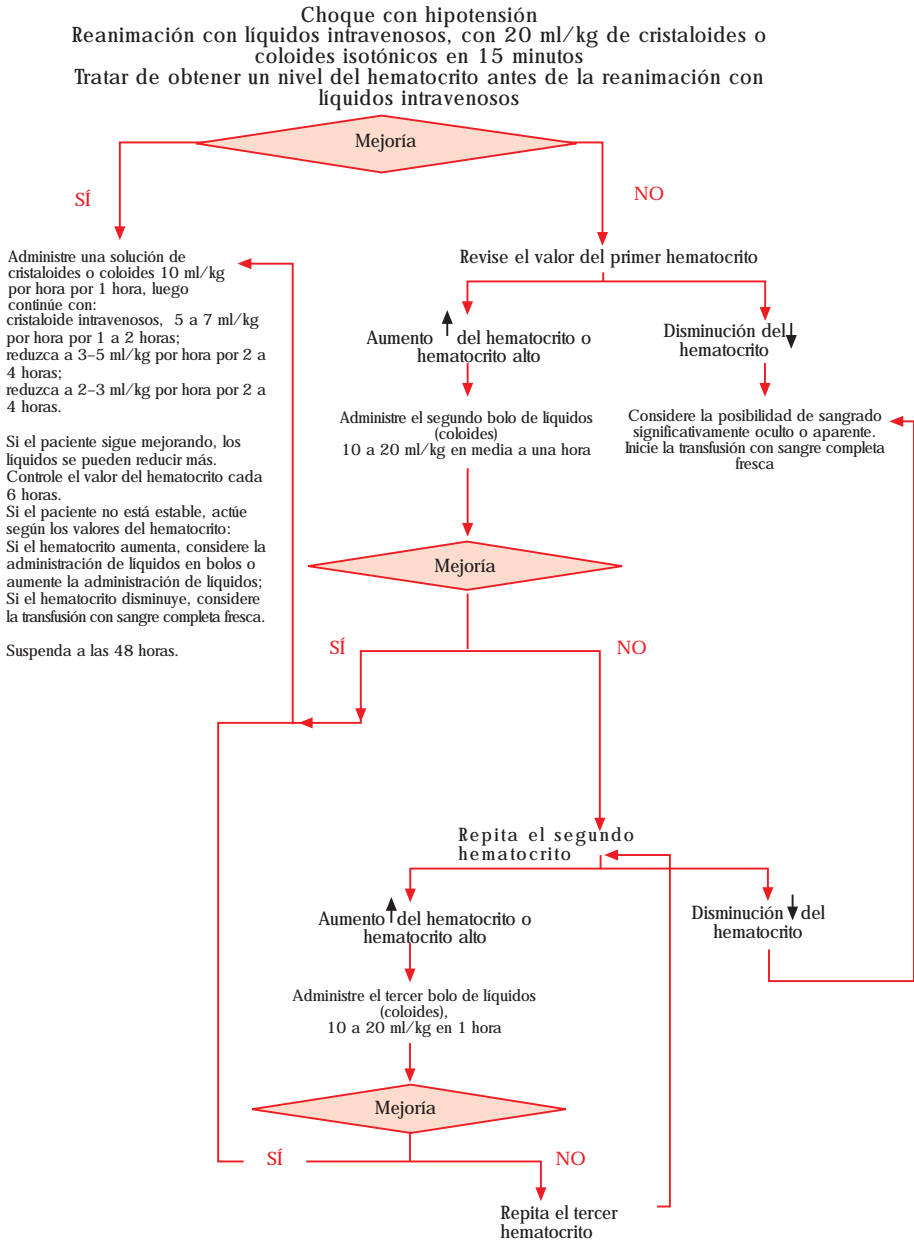 Choque con hipotensión
Reanimación con líquidos intravenosos, con 20 ml/kg de cristaloides o
coloides isotónicos en 15 minutos
Tratar de obtener un nivel del hematocrito antes de la reanimación con
líquidos intravenosos
Mejoría
SÍ
NO
Administre una solución de
cristaloides o coloides 10 ml/kg
por hora por 1 hora, luego
continúe con:
cristaloide intravenosos, 5 a 7 ml/kg
por hora por 1 a 2 horas;
reduzca a 3–5 ml/kg por hora por 2 a
4 horas;
reduzca a 2–3 ml/kg por hora por 2 a
4 horas.
Si el paciente sigue mejorando, los
líquidos se pueden reducir más.
Controle el valor del hematocrito cada
6 horas.
Si el paciente no está estable, actúe
según los valores del hematocrito:
Si el hematocrito aumenta, considere la
administración de líquidos en bolos o
aumente la administración de líquidos;
Si el hematocrito disminuye, considere
la transfusión con sangre completa fresca.
Suspenda a las 48 horas.
Revise el valor del primer hematocrito
Aumento del hematocrito o
hematocrito alto
Disminución del
hematocrito
Administre el segundo bolo de líquidos
(coloides)
10 a 20 ml/kg en media a una hora
Considere la posibilidad de sangrado
significativamente oculto o aparente.
Inicie la transfusión con sangre completa
fresca
Mejoría
SÍ
NO
Repita el segundo
hematocrito
Aumento del hematocrito o
hematocrito alto
Disminución del
hematocrito
Administre el tercer bolo de líquidos
(coloides),
10 a 20 ml/kg en 1 hora
Mejoría
SÍ
NO
Repita el tercer
hematocrito